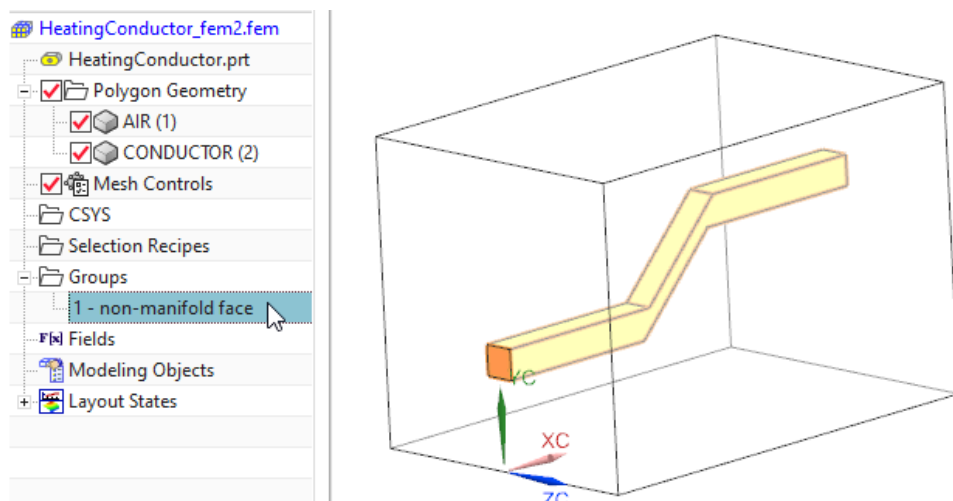 HeatingConductor_fem2.fem
HeatingConductor.prt
Polygon Geometry
AIR (1)
CONDUCTOR (2)
Mesh Controls
CSYS
Selection Recipes
Groups
1 - non-manifold face
F[x] Fields
Modeling Objects
Layout States
YC
XC
ZC